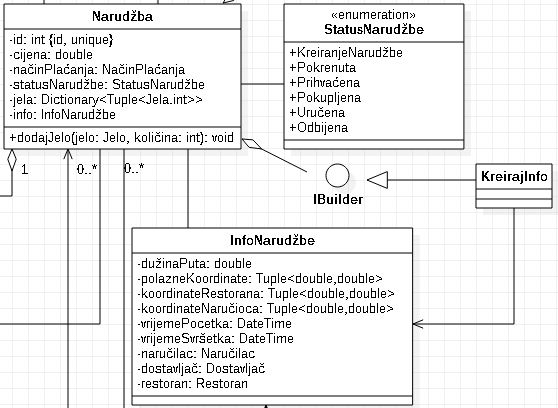 Narudžba
-id: int {id, unique}
-cijena: double
-načinPlaćanja: NačinPlaćanja
-statusNarudžbe: StatusNarudžbe
-jela: Dictionary<Tuple<Jela.int>>
-info: InfoNarudžbe
+dodajJelo(jelo: Jelo, količina: int): void
«enumeration»
StatusNarudžbe
+KreiranjeNarudžbe
+Pokrenuta
+Prihvaćena
+Pokupljena
+Uručena
+Odbijena
1
0..*
0..*
IBuilder
KreirajInfo
InfoNarudžbe
-dužinaPuta: double
-polazneKoordinate: Tuple<double,double>
-koordinateRestorana: Tuple<double,double>
-koordinateNaručioca: Tuple<double,double>
-vrijemePocetka: DateTime
-vrijemeSvršetka: DateTime
-naručilac: Naručilac
-dostavljač: Dostavljač
-restoran: Restoran